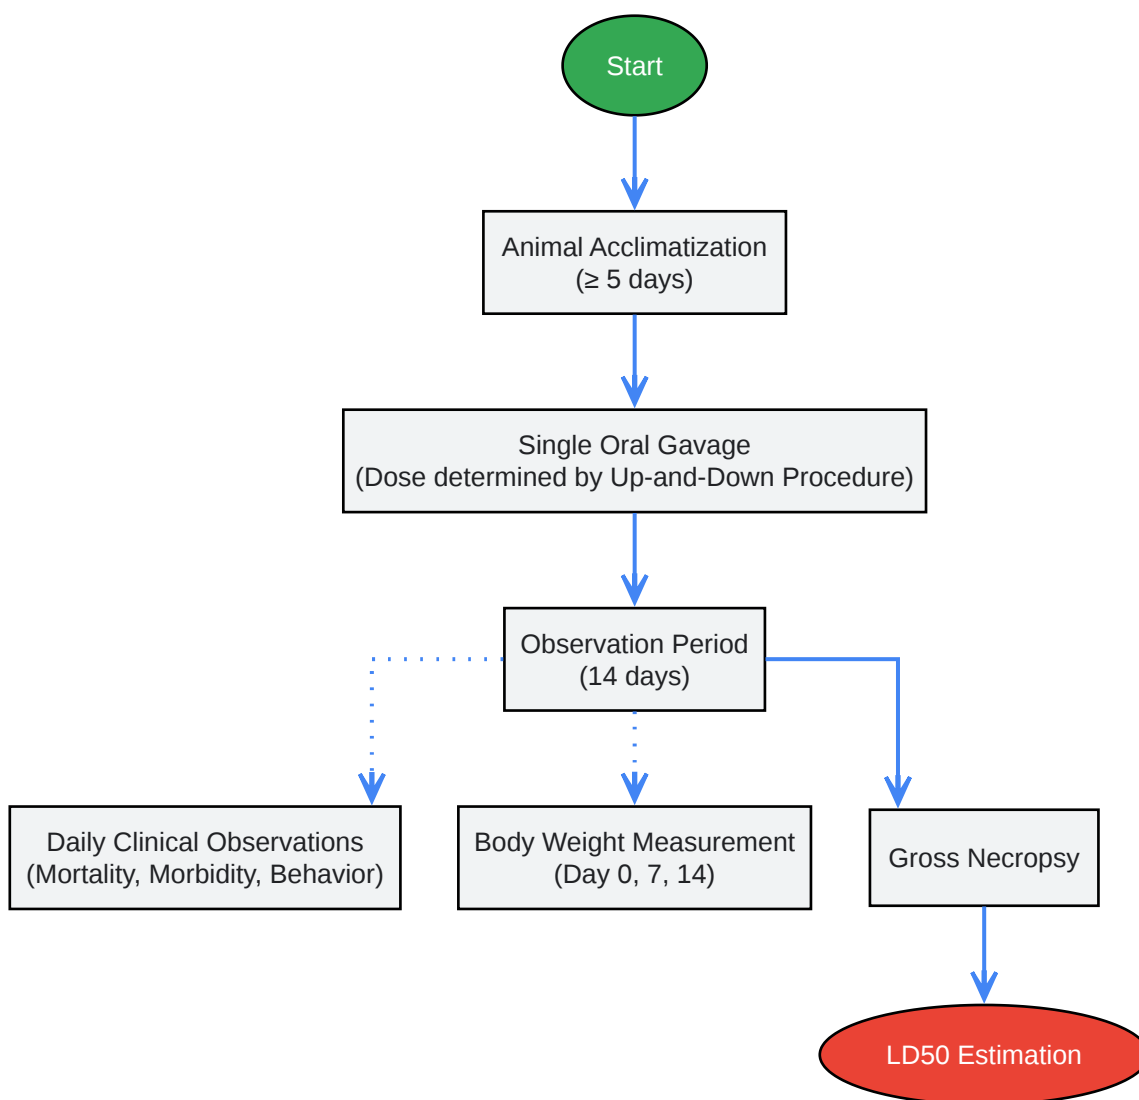 Start
Animal Acclimatization
(≥ 5 days)
Single Oral Gavage
(Dose determined by Up-and-Down Procedure)
Observation Period
(14 days)
Daily Clinical Observations
(Mortality, Morbidity, Behavior)
Body Weight Measurement
(Day 0, 7, 14)
Gross Necropsy
LD50 Estimation